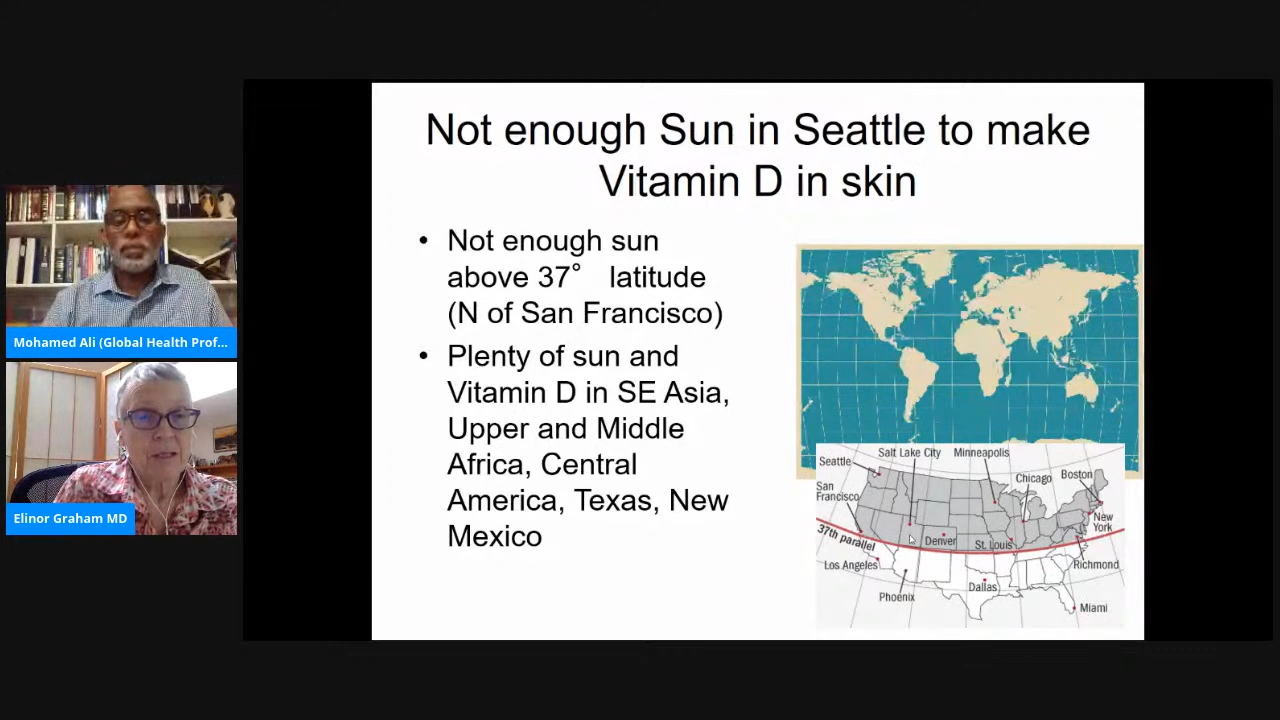 Not enough Sun in Seattle to make
Vitamin D in skin
• Not enough sun
above 37° latitude
(N of San Francisco)
• Plenty of sun and
Vitamin D in SE Asia,
Upper and Middle
Africa, Central
America, Texas, New
Mexico
Seattle
Salt Lake City
Minneapolis
San
Francisco
Chicago
Boston
New
York
37th parallel
Denver
St. Louis
Los Angeles
Richmond
Phoenix
Dallas
Miami
Mohamed Ali (Global Health Prof...
Elinor Graham MD